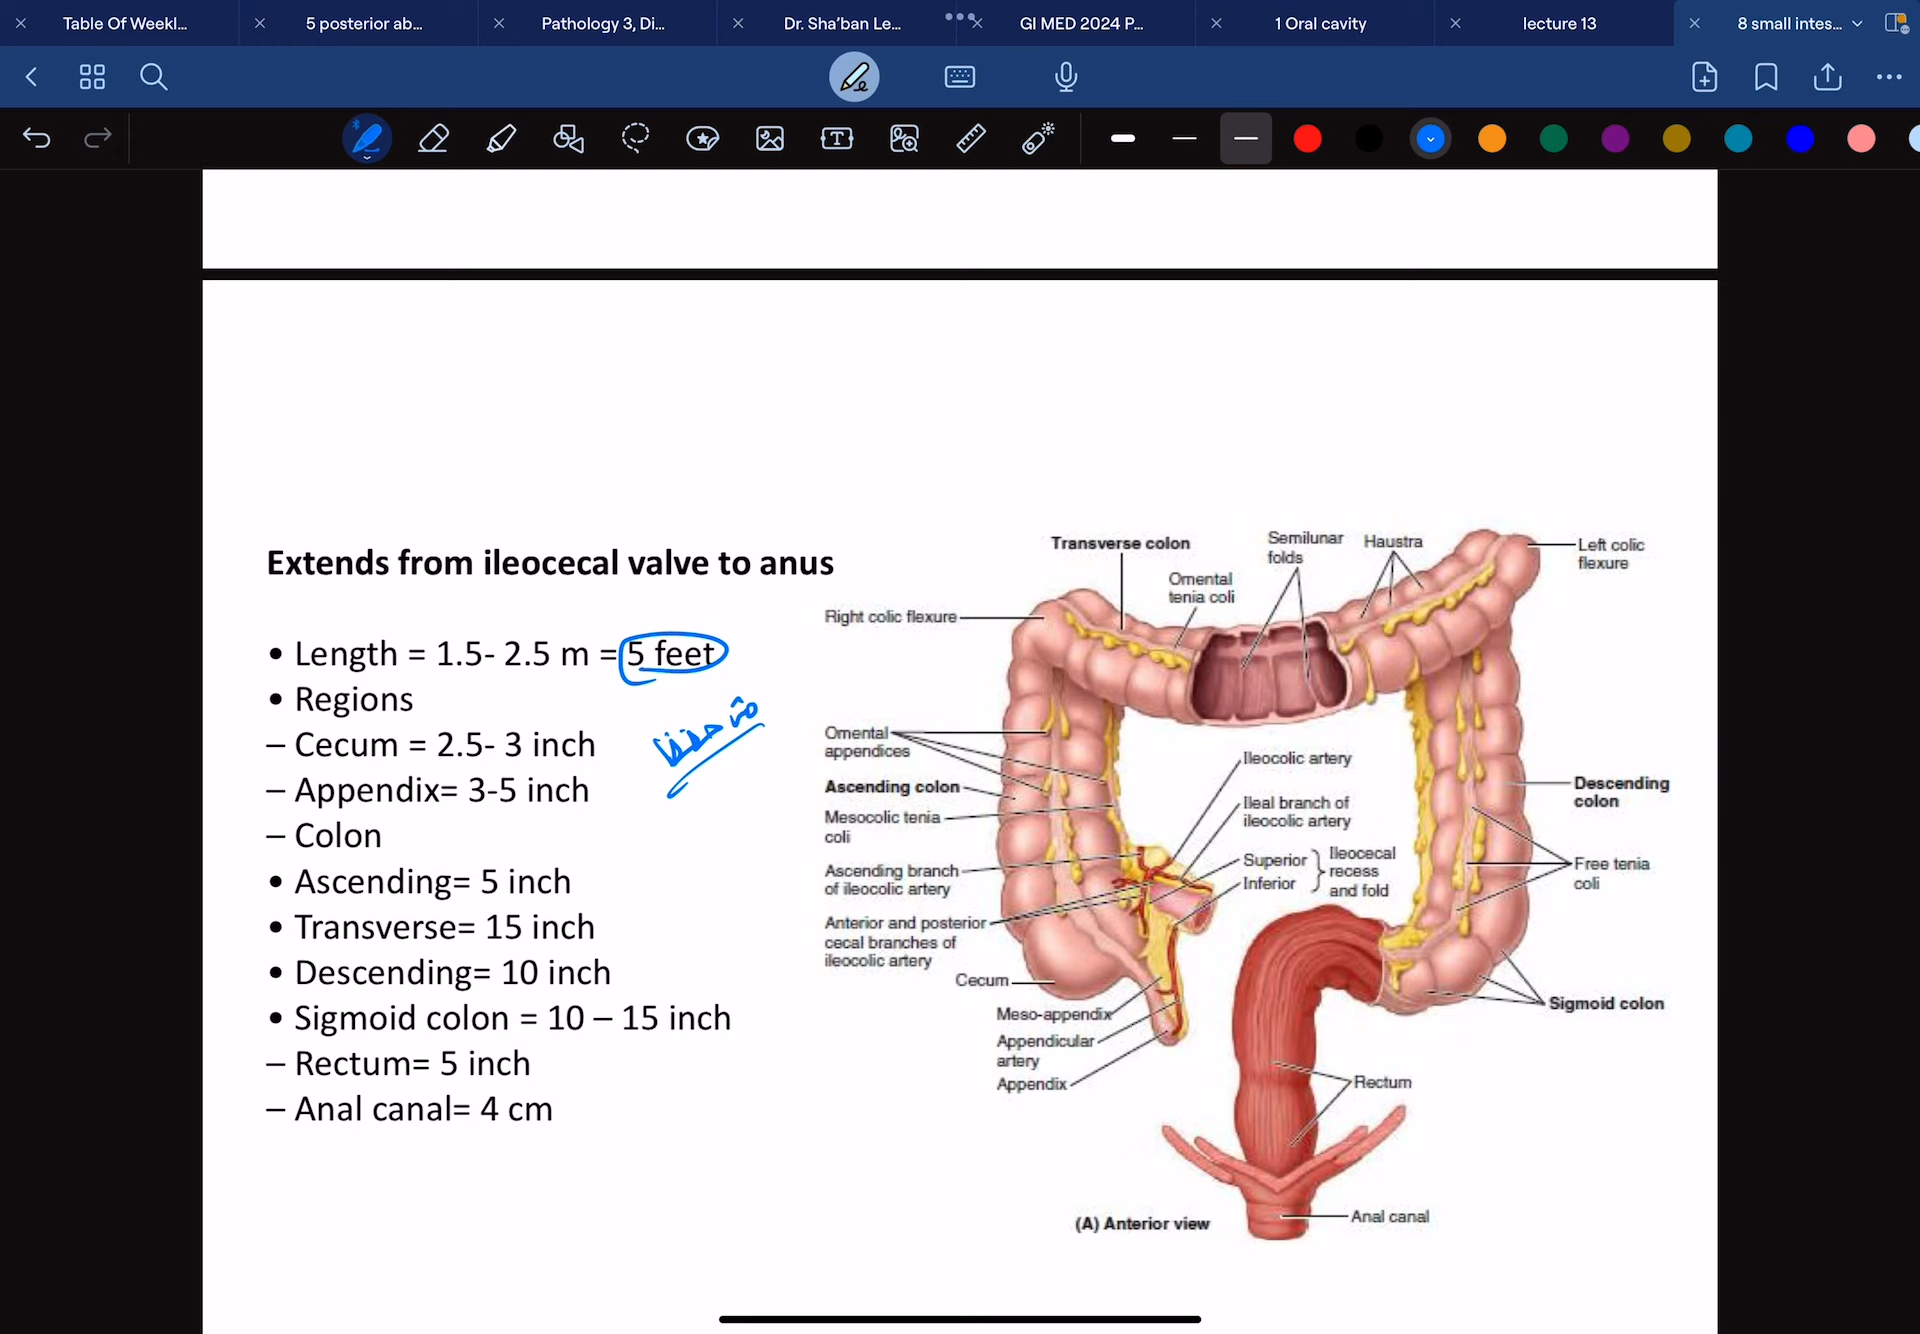 Table Of Weekl...
5 posterior ab...
Pathology 3, Di...
Dr. Sha'ban Le...
GI MED 2024 P...
1 Oral cavity
lecture 13
8 small intes...
Extends from ileocecal valve to anus
• Length = 1.5- 2.5 m = 5 feet
• Regions
– Cecum = 2.5- 3 inch
– Appendix= 3-5 inch
– Colon
• Ascending= 5 inch
• Transverse= 15 inch
• Descending= 10 inch
• Sigmoid colon = 10 – 15 inch
– Rectum= 5 inch
– Anal canal= 4 cm
Transverse colon
Semilunar
folds
Haustra
Left colic
flexure
Omental
tenia coli
Right colic flexure
Omental
appendices
Ascending colon
Mesocolic tenia
coli
Ascending branch
of ileocolic artery
Anterior and posterior
cecal branches of
ileocolic artery
Cecum
Meso-appendix
Appendicular
artery
Appendix
Ileocolic artery
Ileal branch of
ileocolic artery
Superior
Inferior
Ileocecal
recess
and fold
Descending
colon
Free tenia
coli
Sigmoid colon
Rectum
Anal canal
(A) Anterior view